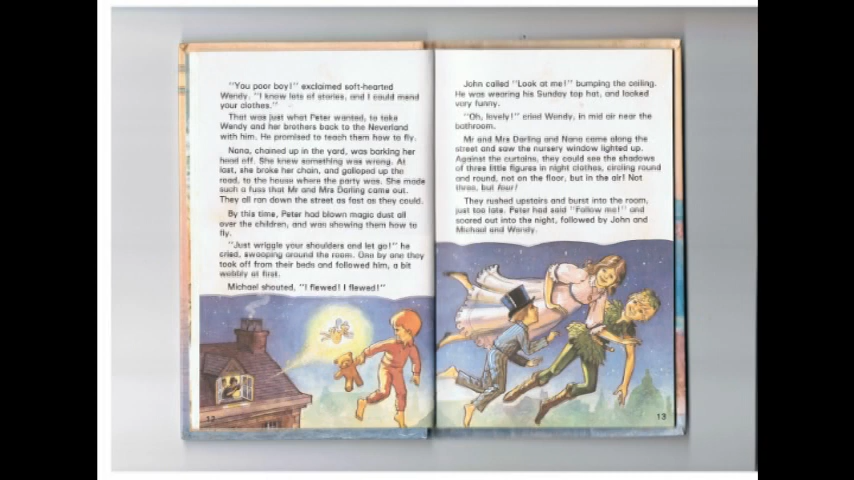 "You poor boy!" exclaimed soft-hearted
Wendy. "I know lots of stories, and I could mend
your clothes."
That was just what Peter wanted, to take
Wendy and her brothers back to the Neverland
with him. He promised to teach them how to fly.
Nana, chained up in the yard, was barking her
head off. She knew something was wrong. At
last, she broke her chain, and galloped up the
road, to the house where the party was. She made
such a fuss that Mr and Mrs Darling came out.
They all ran down the street as fast as they could.
By this time, Peter had blown magic dust all
over the children, and was showing them how to
fly.
"Just wriggle your shoulders and let go!" he
cried, swooping around the room. One by one they
took off from their beds and followed him, a bit
wobbly at first.
Michael shouted, "I flewed! I flewed!"
12
John called "Look at me!" bumping the ceiling.
He was wearing his Sunday top hat, and looked
very funny.
"Oh, lovely!" cried Wendy, in mid air near the
bathroom.
Mr and Mrs Darling and Nana came along the
street and saw the nursery window lighted up.
Against the curtains, they could see the shadows
of three little figures in night clothes, circling round
and round, not on the floor, but in the air! Not
three, but four!
They rushed upstairs and burst into the room,
just too late. Peter had said "Follow me!" and
soared out into the night, followed by John and
Michael and Wendy.
13